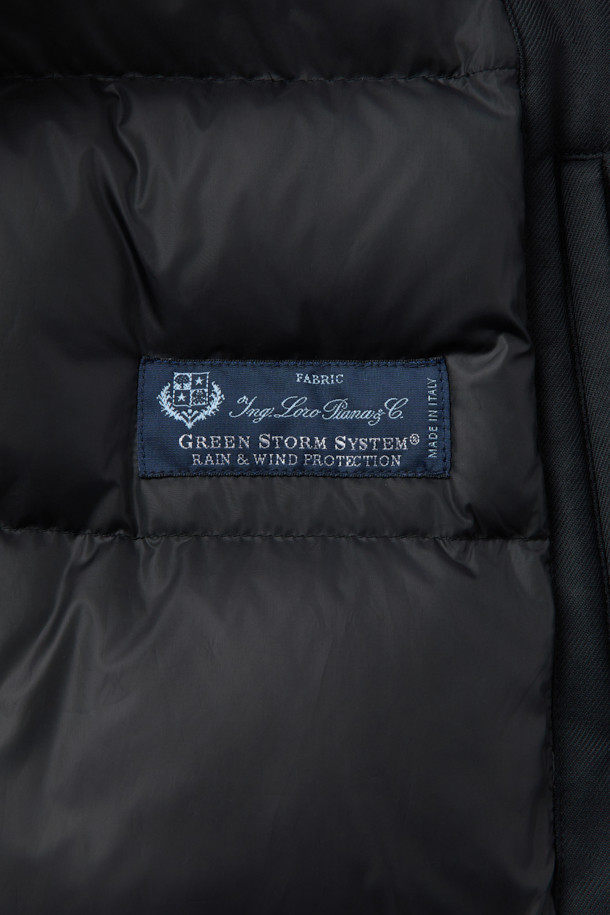 FABRIC
Ing. Loro Piana & C.
GREEN STORM SYSTEM®
RAIN & WIND PROTECTION
MADE IN ITALY